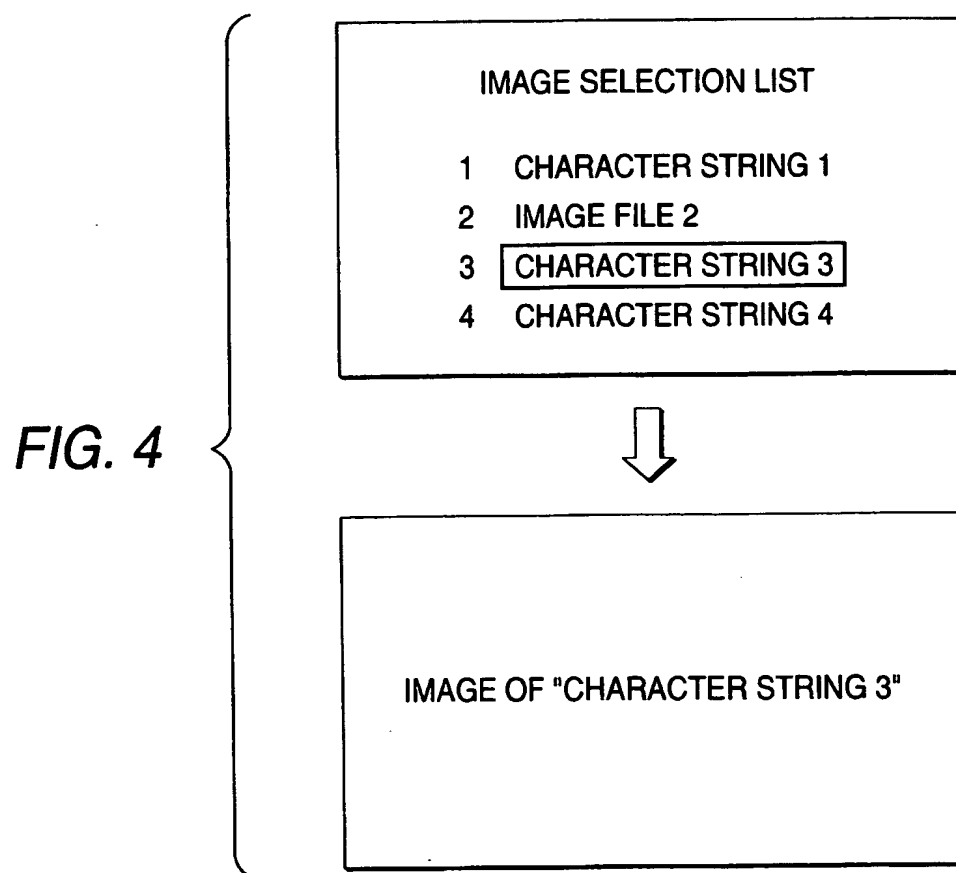 IMAGE SELECTION LIST
1 CHARACTER STRING 1
2 IMAGE FILE 2
3 CHARACTER STRING 3
4 CHARACTER STRING 4
FIG. 4
IMAGE OF "CHARACTER STRING 3"